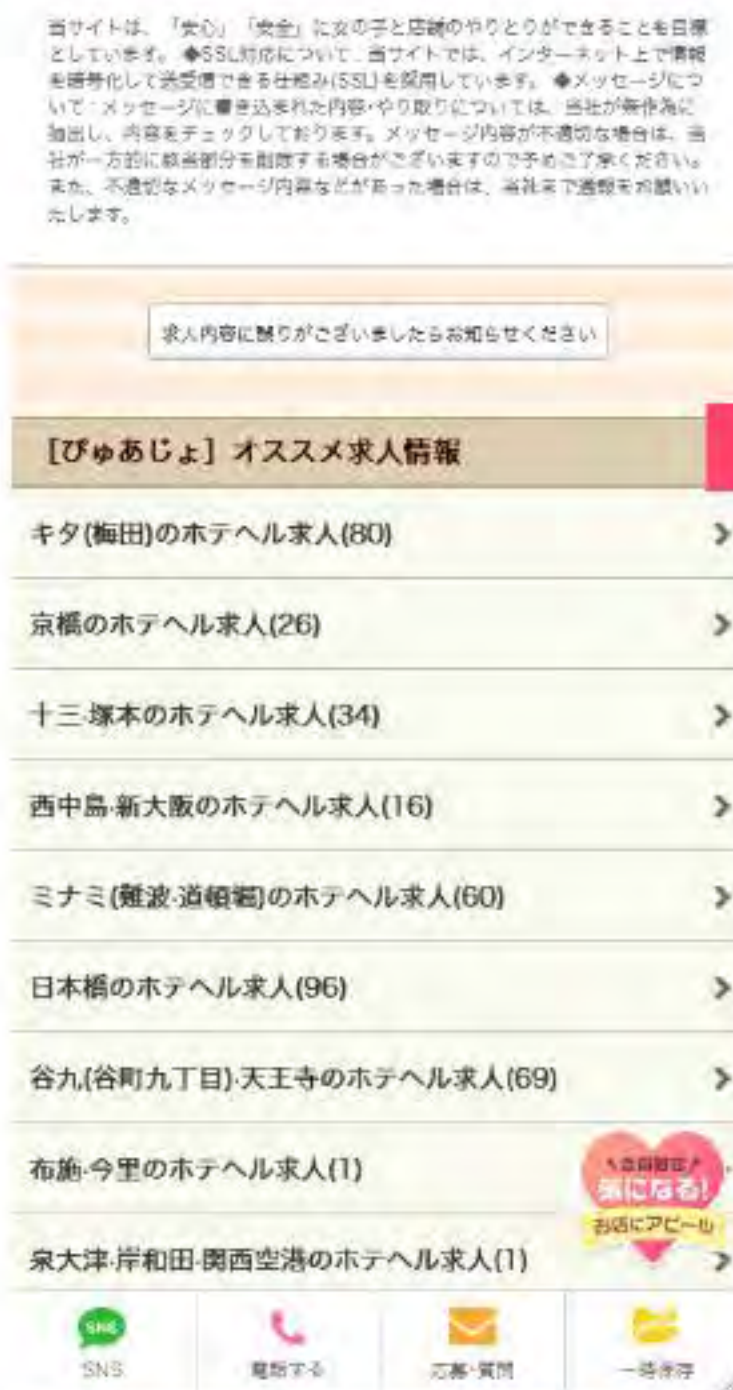 当サイトは、「安心」「安全」に女の子と店舗のやりとりができることを目標
としています。 ◆SSL対応について：当サイトでは、インターネット上で情報
を暗号化して送受信できる仕組み(SSL)を採用しています。 ◆メッセージにつ
いて：メッセージに書き込まれた内容・やり取りについては、当社が無作為に
抽出し、内容をチェックしております。メッセージ内容が不適切な場合は、当
社が一方的に該当部分を削除する場合がございますので予めご了承ください。
また、不適切なメッセージ内容などがあった場合は、当社まで通報をお願いい
たします。
求人内容に誤りがございましたらお知らせください
［ぴゅあじょ］オススメ求人情報
キタ(梅田)のホテヘル求人(80)
京橋のホテヘル求人(26)
十三·塚本のホテヘル求人(34)
西中島·新大阪のホテヘル求人(16)
ミナミ(難波·道頓堀)のホテヘル求人(60)
日本橋のホテヘル求人(96)
谷九(谷町九丁目)·天王寺のホテヘル求人(69)
布施·今里のホテヘル求人(1)
会員限定
気になる!
お店にアピール
泉大津·岸和田·関西空港のホテヘル求人(1)
SNS
SNS
電話する
応募・質問
一時保存